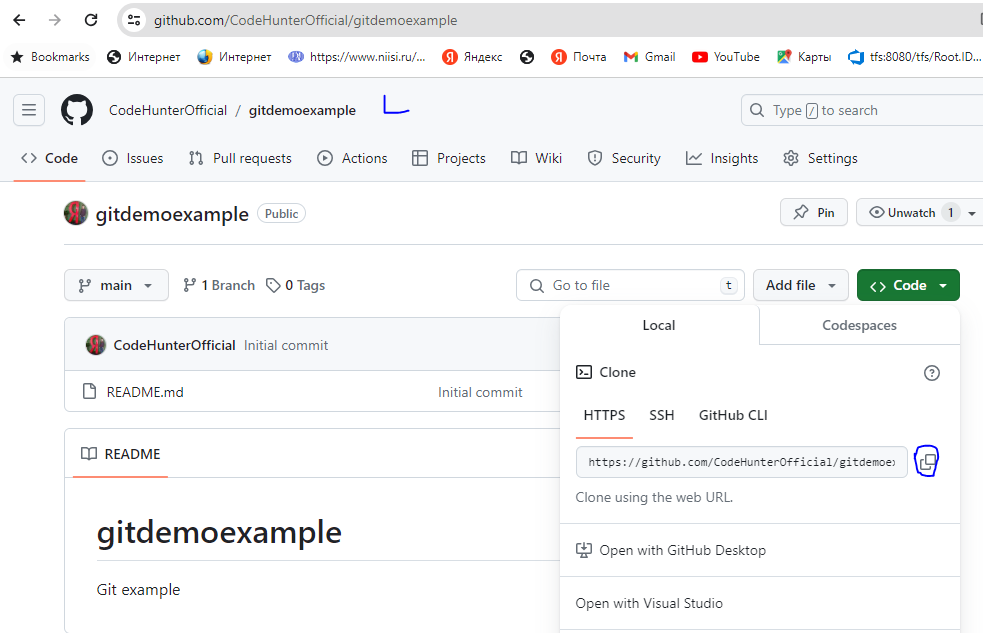 github.com/CodeHunterOfficial/gitdemoexample
Bookmarks Интернет Интернет https://www.niisi.ru/... Яндекс Почта Gmail YouTube Карты tfs:8080/tfs/Root.ID...
CodeHunterOfficial / gitdemoexample
Type / to search
Code Issues Pull requests Actions Projects Wiki Security Insights Settings
gitdemoexample Public
Pin Unwatch 1
main 1 Branch 0 Tags Go to file t Add file Code
Local Codespaces
CodeHunterOfficial Initial commit
Clone
README.md Initial commit
HTTPS SSH GitHub CLI
README
https://github.com/CodeHunterOfficial/gitdemoe
Clone using the web URL.
gitdemoexample
Open with GitHub Desktop
Git example
Open with Visual Studio